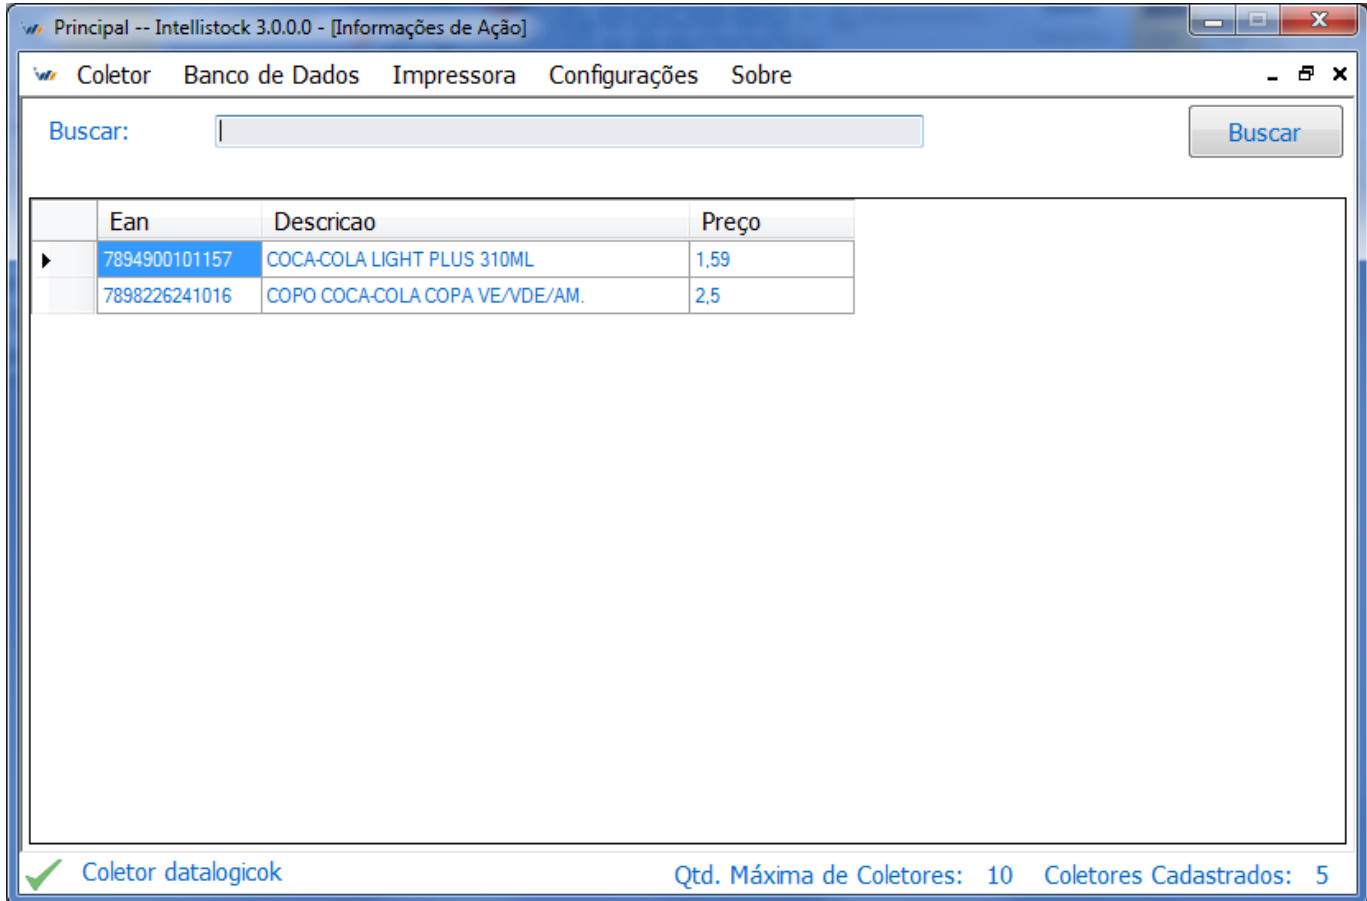 Principal -- Intellistock 3.0.0.0 - [Informações de Ação]
Coletor Banco de Dados Impressora Configurações Sobre
Buscar: Buscar
Ean Descricao Preço
7894900101157 COCA-COLA LIGHT PLUS 310ML 1,59
7898226241016 COPO COCA-COLA COPA VE/VDE/AM. 2,5
Coletor datalogicok Qtd. Máxima de Coletores: 10 Coletores Cadastrados: 5